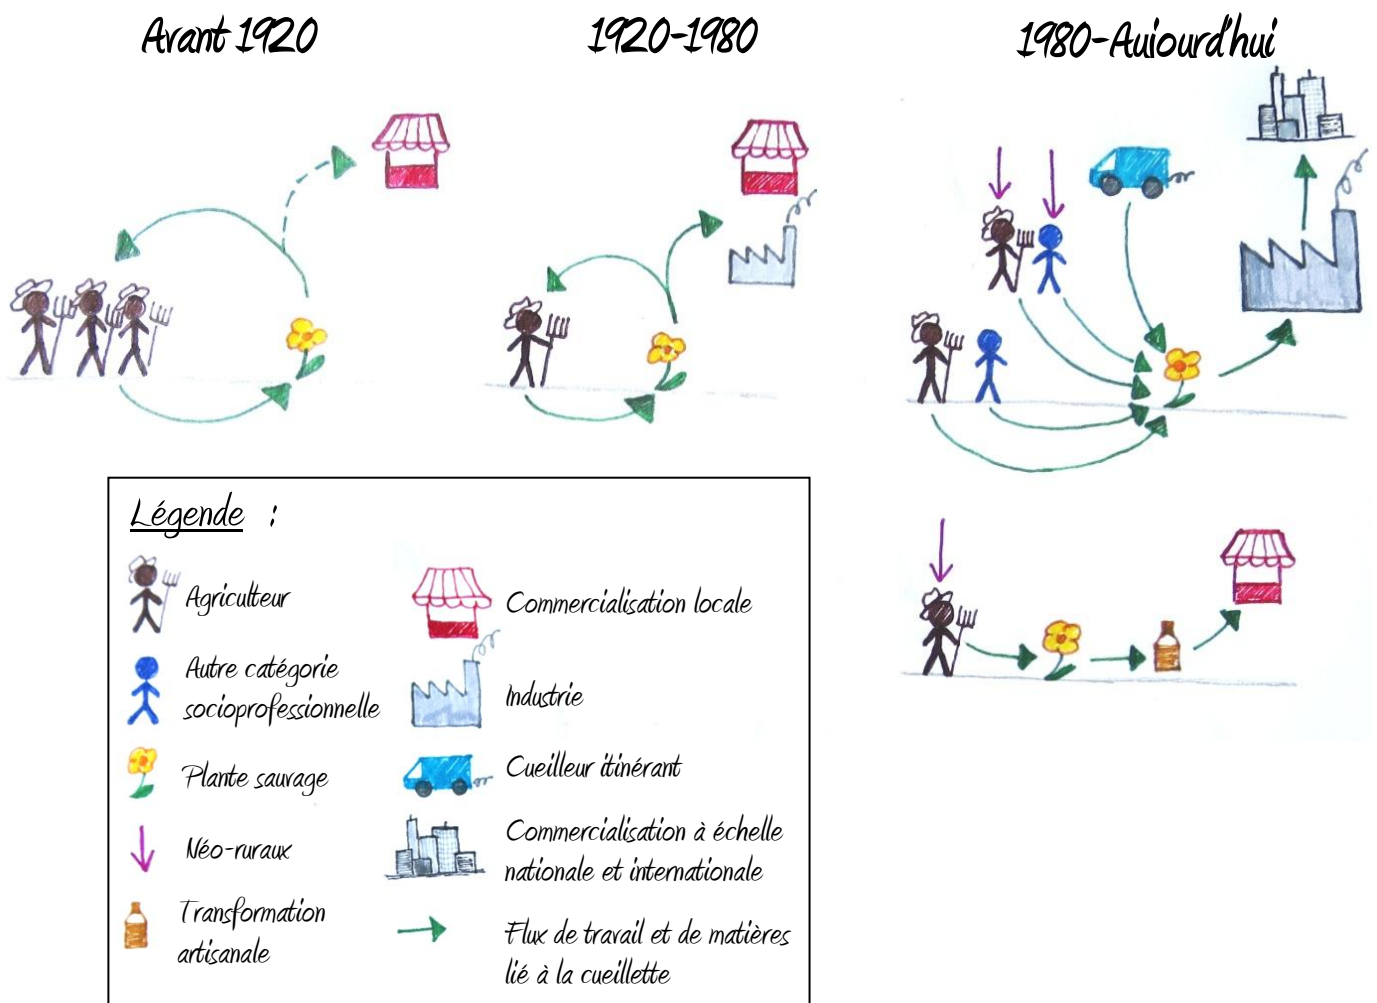 Avant 1920
1920-1980
1980-Aujourd'hui
Légende :
Agriculteur
Autre catégorie
socioprofessionnelle
Plante sauvage
Néo-ruraux
Transformation
artisanale
Commercialisation locale
Industrie
Cueilleur itinérant
Commercialisation à échelle
nationale et internationale
Flux de travail et de matières
lié à la cueillette